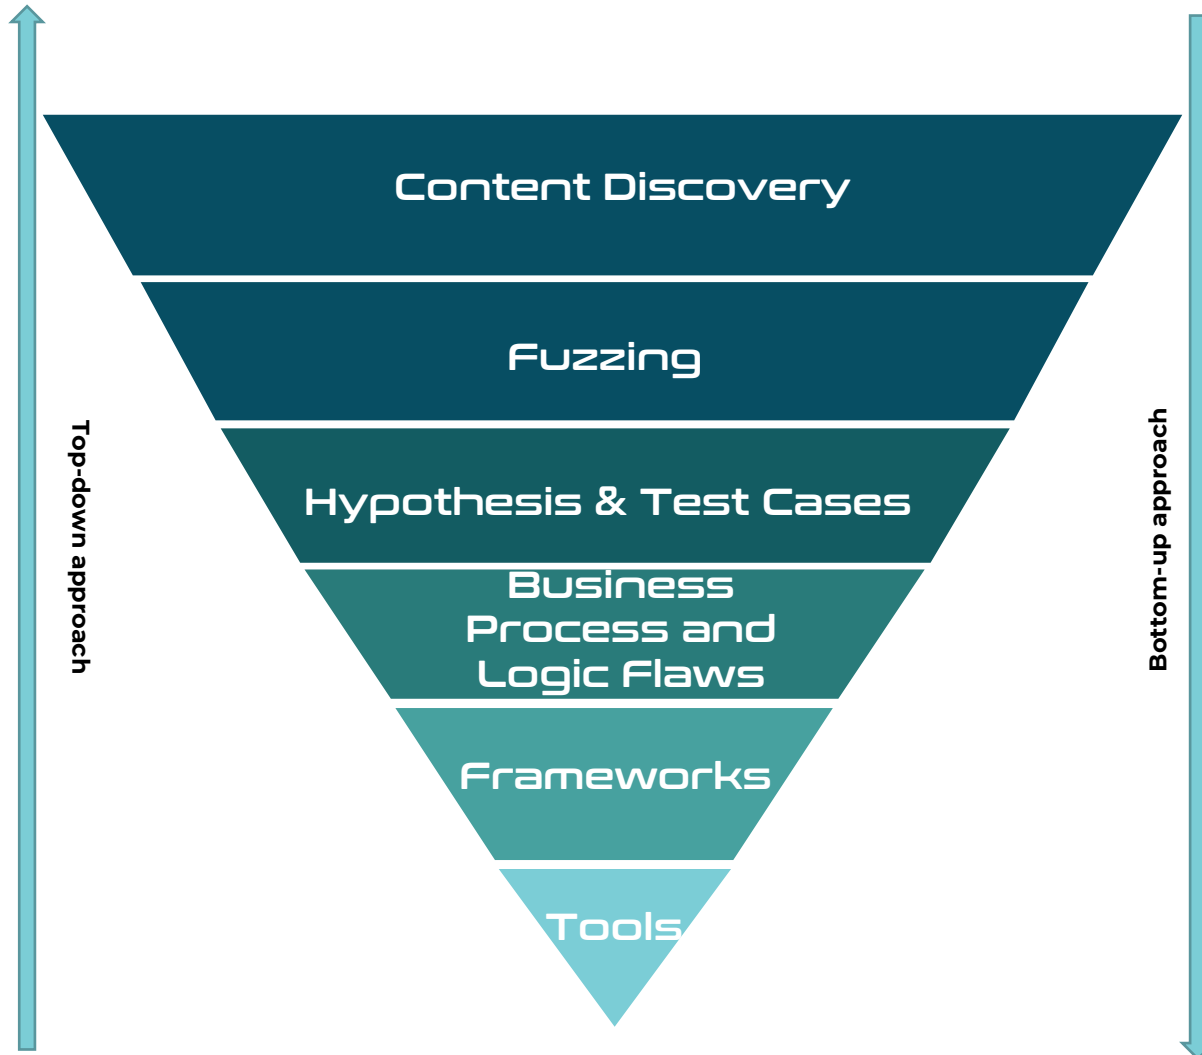 Content Discovery
Fuzzing
Hypothesis & Test Cases
Business
Process and
Logic Flaws
Frameworks
Tools
Top-down approach
Bottom-up approach